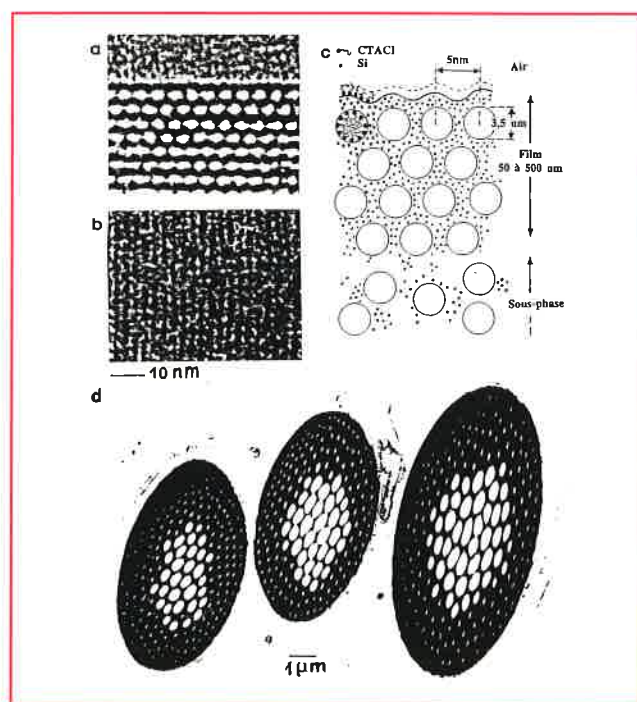 a
b
10 nm
c
CTACl
Si
5nm
Air
3,5 nm
Film
50 à 500 nm
Sous-phase
d
1µm